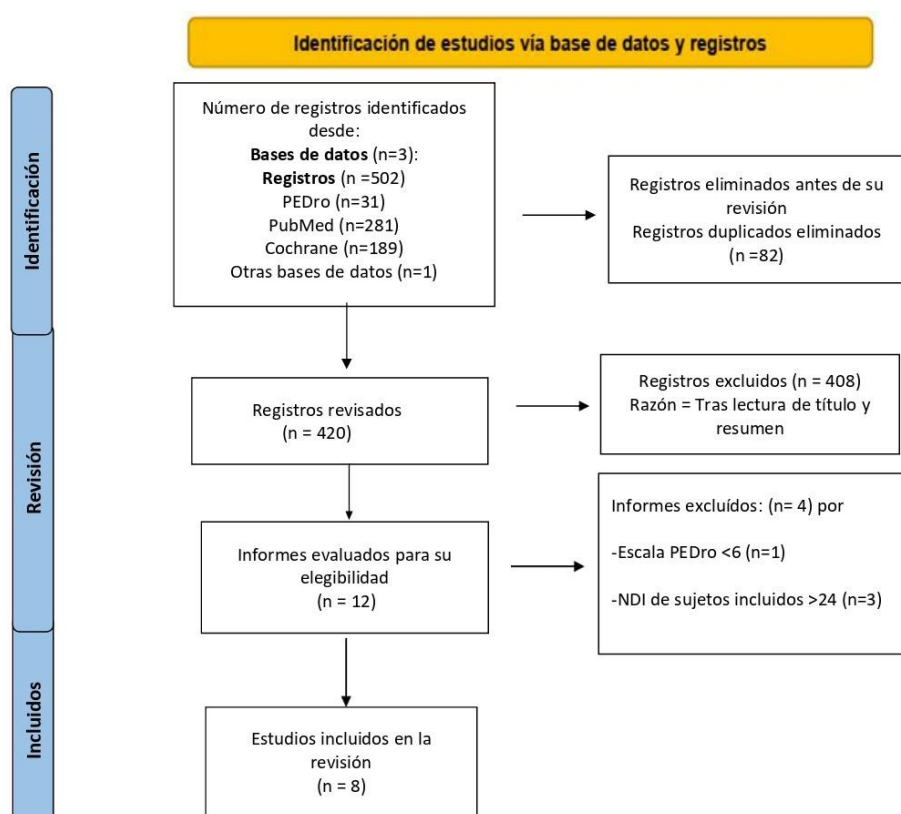 Identificación de estudios vía base de datos y registros
Identificación
Número de registros identificados
desde:
Bases de datos (n=3):
Registros (n =502)
PEDro (n=31)
PubMed (n=281)
Cochrane (n=189)
Otras bases de datos (n=1)
Registros eliminados antes de su
revisión
Registros duplicados eliminados
(n =82)
Revisión
Registros revisados
(n = 420)
Registros excluidos (n = 408)
Razón = Tras lectura de título y
resumen
Informes evaluados para su
elegibilidad
(n = 12)
Informes excluídos: (n= 4) por
-Escala PEDro <6 (n=1)
-NDI de sujetos incluidos >24 (n=3)
Incluidos
Estudios incluidos en la
revisión
(n = 8)